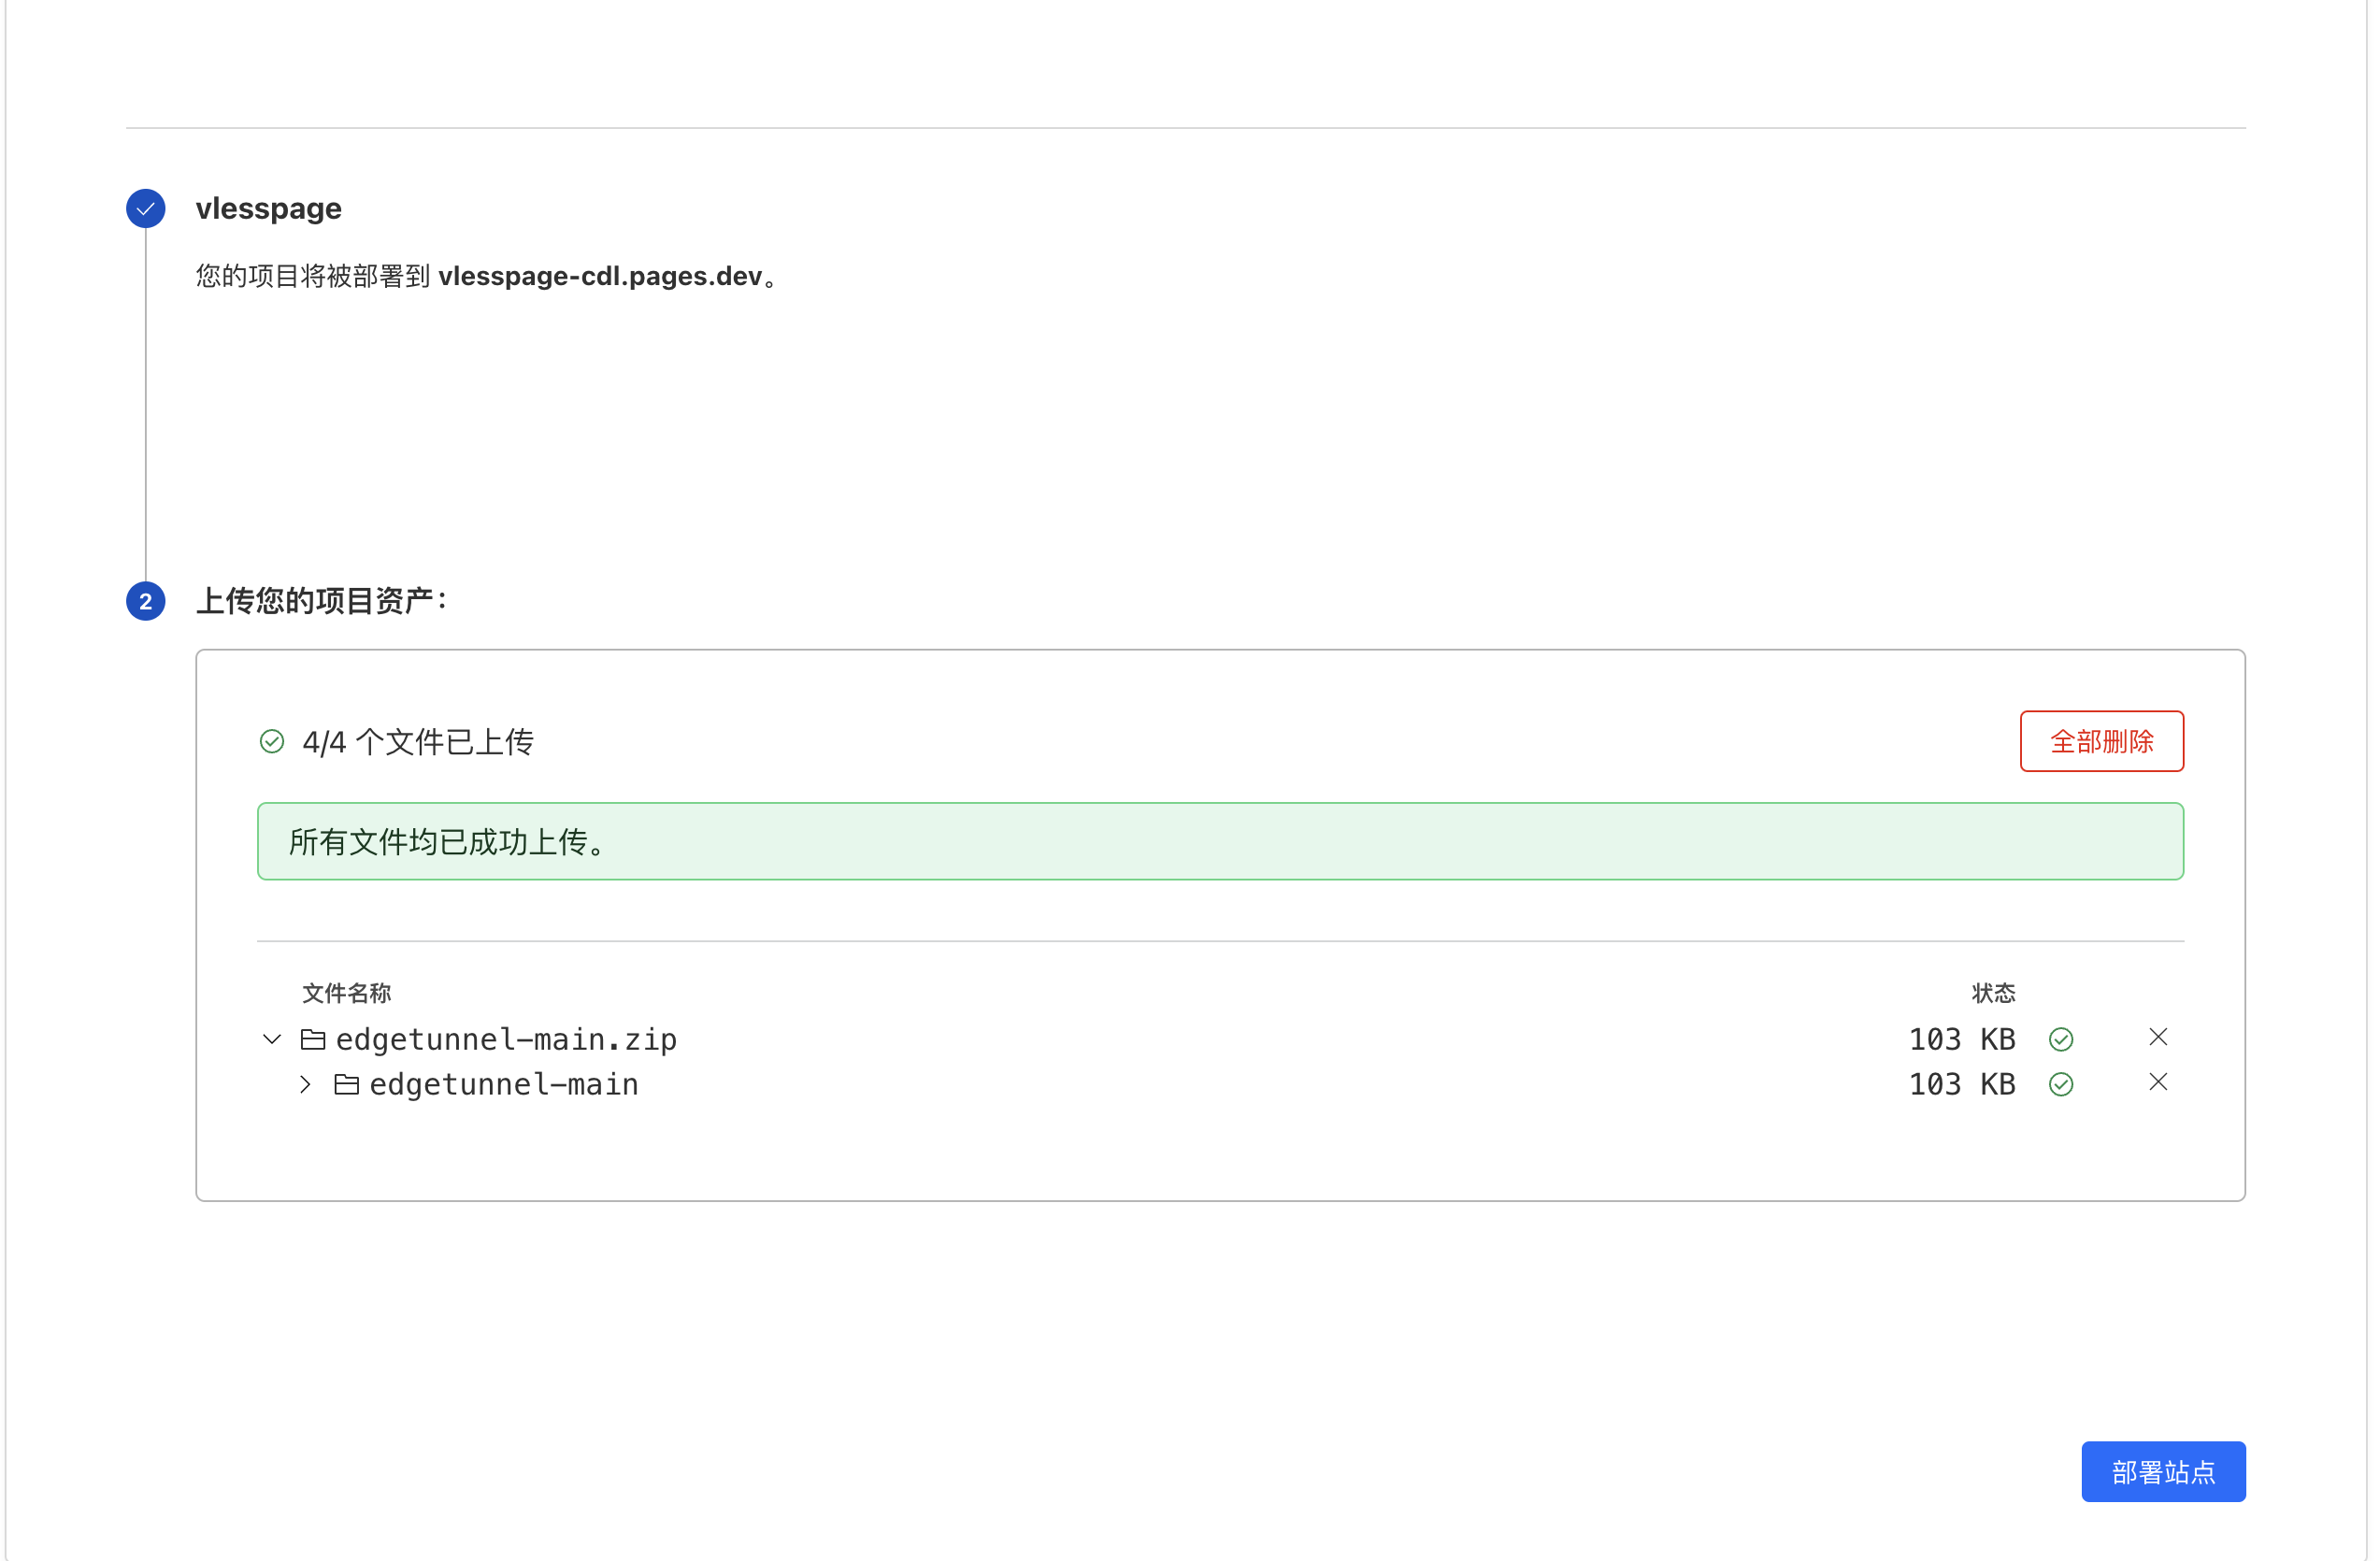 vlesspage
您的项目将被部署到 vlesspage-cdl.pages.dev。
2 上传您的项目资产：
4/4 个文件已上传 全部删除
所有文件均已成功上传。
文件名称 状态
edgetunnel-main.zip 103 KB
edgetunnel-main 103 KB
部署站点